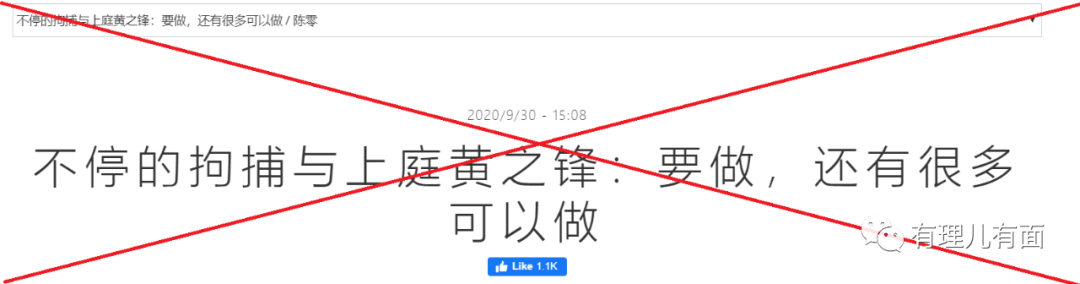 不停的拘捕与上庭黄之锋：要做，还有很多可以做 / 陈零
2020/9/30 - 15:08
不停的拘捕与上庭黄之锋：要做，还有很多
可以做
有理儿有面
Like 1.1K